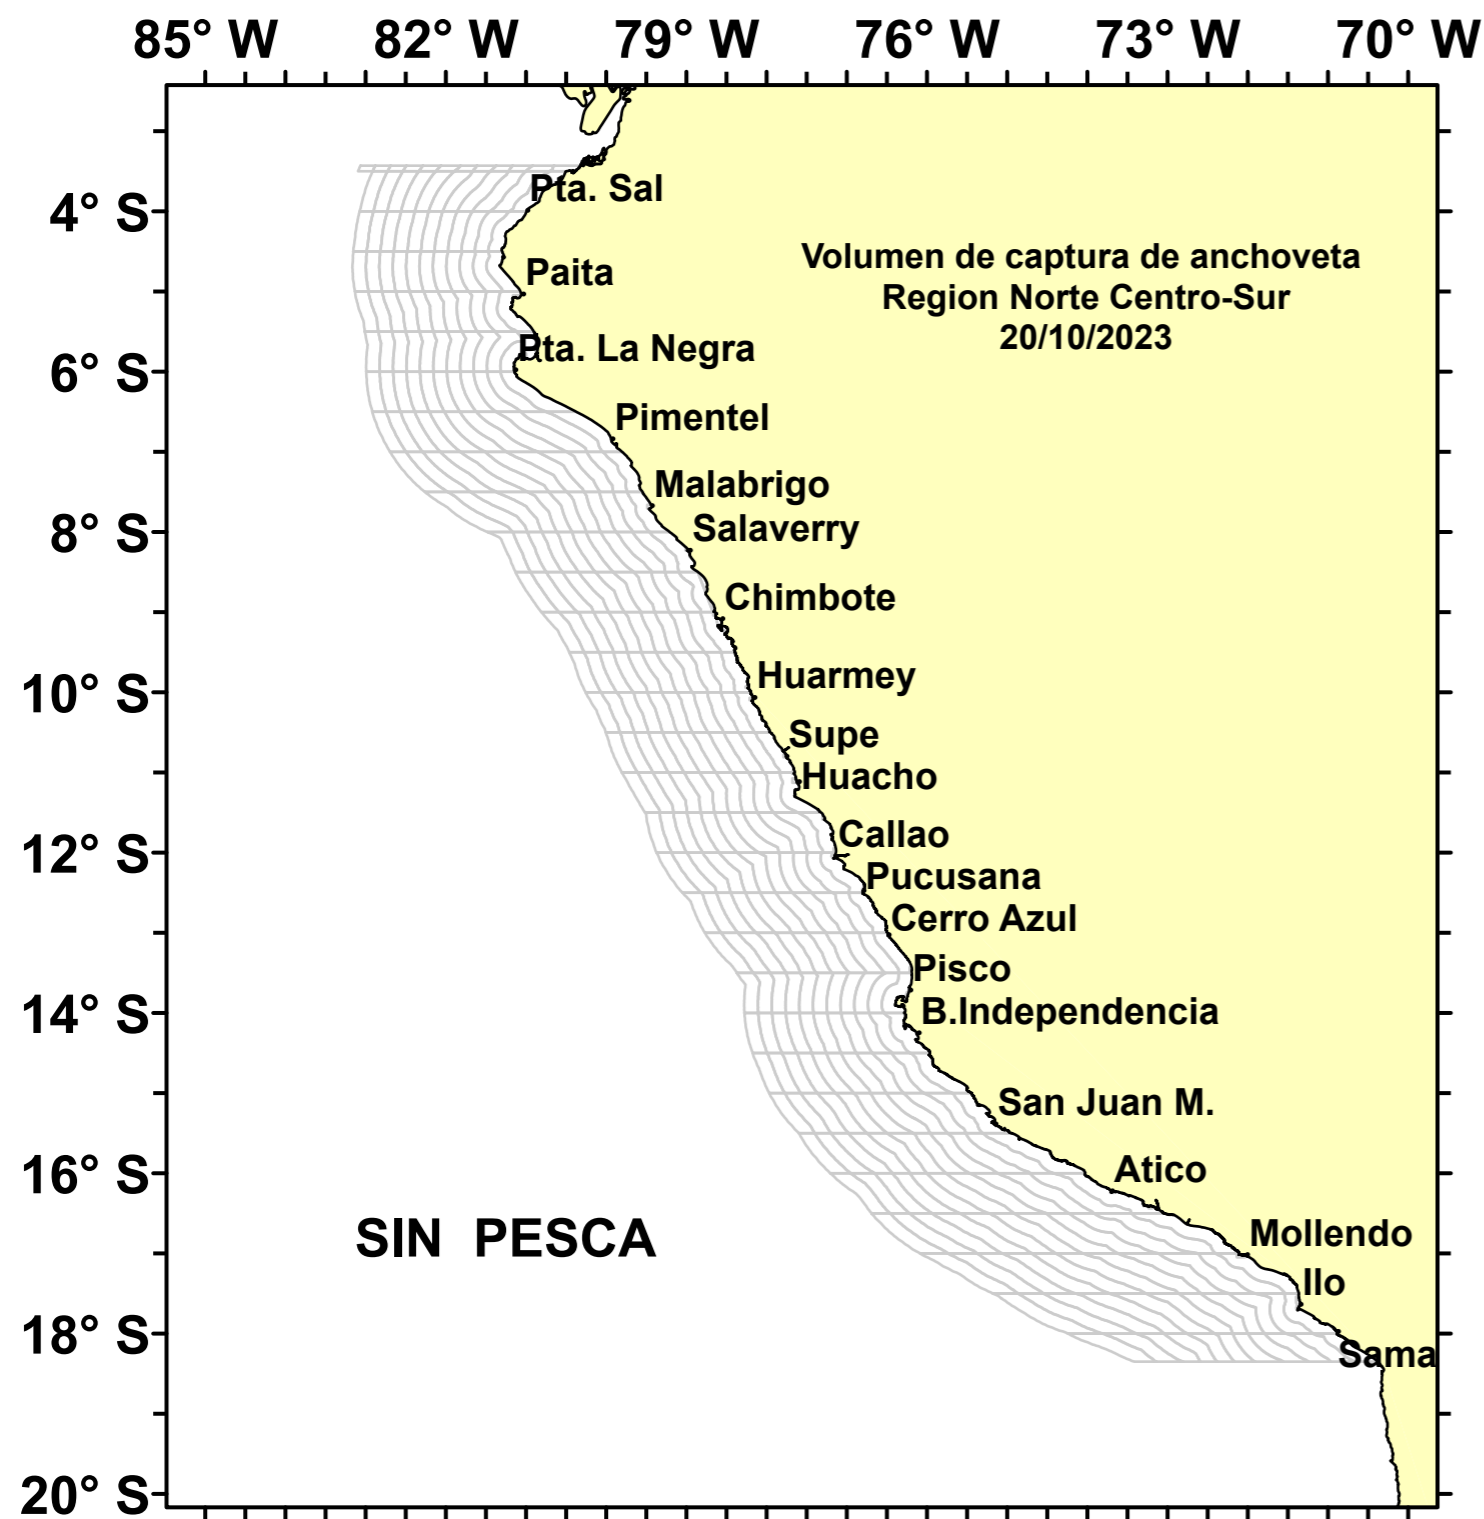 85° W 82° W 79° W 76° W 73° W 70° W
Pta. Sal
4° S
Volumen de captura de anchoveta
Region Norte Centro-Sur
20/10/2023
Paita
Pta. La Negra
6° S
Pimentel
Malabrigo
8° S
Salaverry
Chimbote
10° S
Huarmey
Supe
Huacho
12° S
Callao
Pucusana
Cerro Azul
Pisco
14° S
B.Independencia
San Juan M.
16° S
Atico
SIN PESCA
Mollendo
Ilo
18° S
Sama
20° S